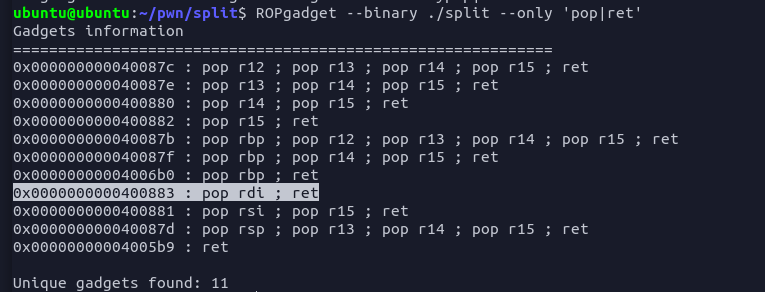 ubuntu@ubuntu:~/pwn/split$ ROPgadget --binary ./split --only 'pop|ret'
Gadgets information
============================================================
0x000000000040087c : pop r12 ; pop r13 ; pop r14 ; pop r15 ; ret
0x000000000040087e : pop r13 ; pop r14 ; pop r15 ; ret
0x0000000000400880 : pop r14 ; pop r15 ; ret
0x0000000000400882 : pop r15 ; ret
0x000000000040087b : pop rbp ; pop r12 ; pop r13 ; pop r14 ; pop r15 ; ret
0x000000000040087f : pop rbp ; pop r14 ; pop r15 ; ret
0x00000000004006b0 : pop rbp ; ret
0x0000000000400883 : pop rdi ; ret
0x0000000000400881 : pop rsi ; pop r15 ; ret
0x000000000040087d : pop rsp ; pop r13 ; pop r14 ; pop r15 ; ret
0x00000000004005b9 : ret
Unique gadgets found: 11